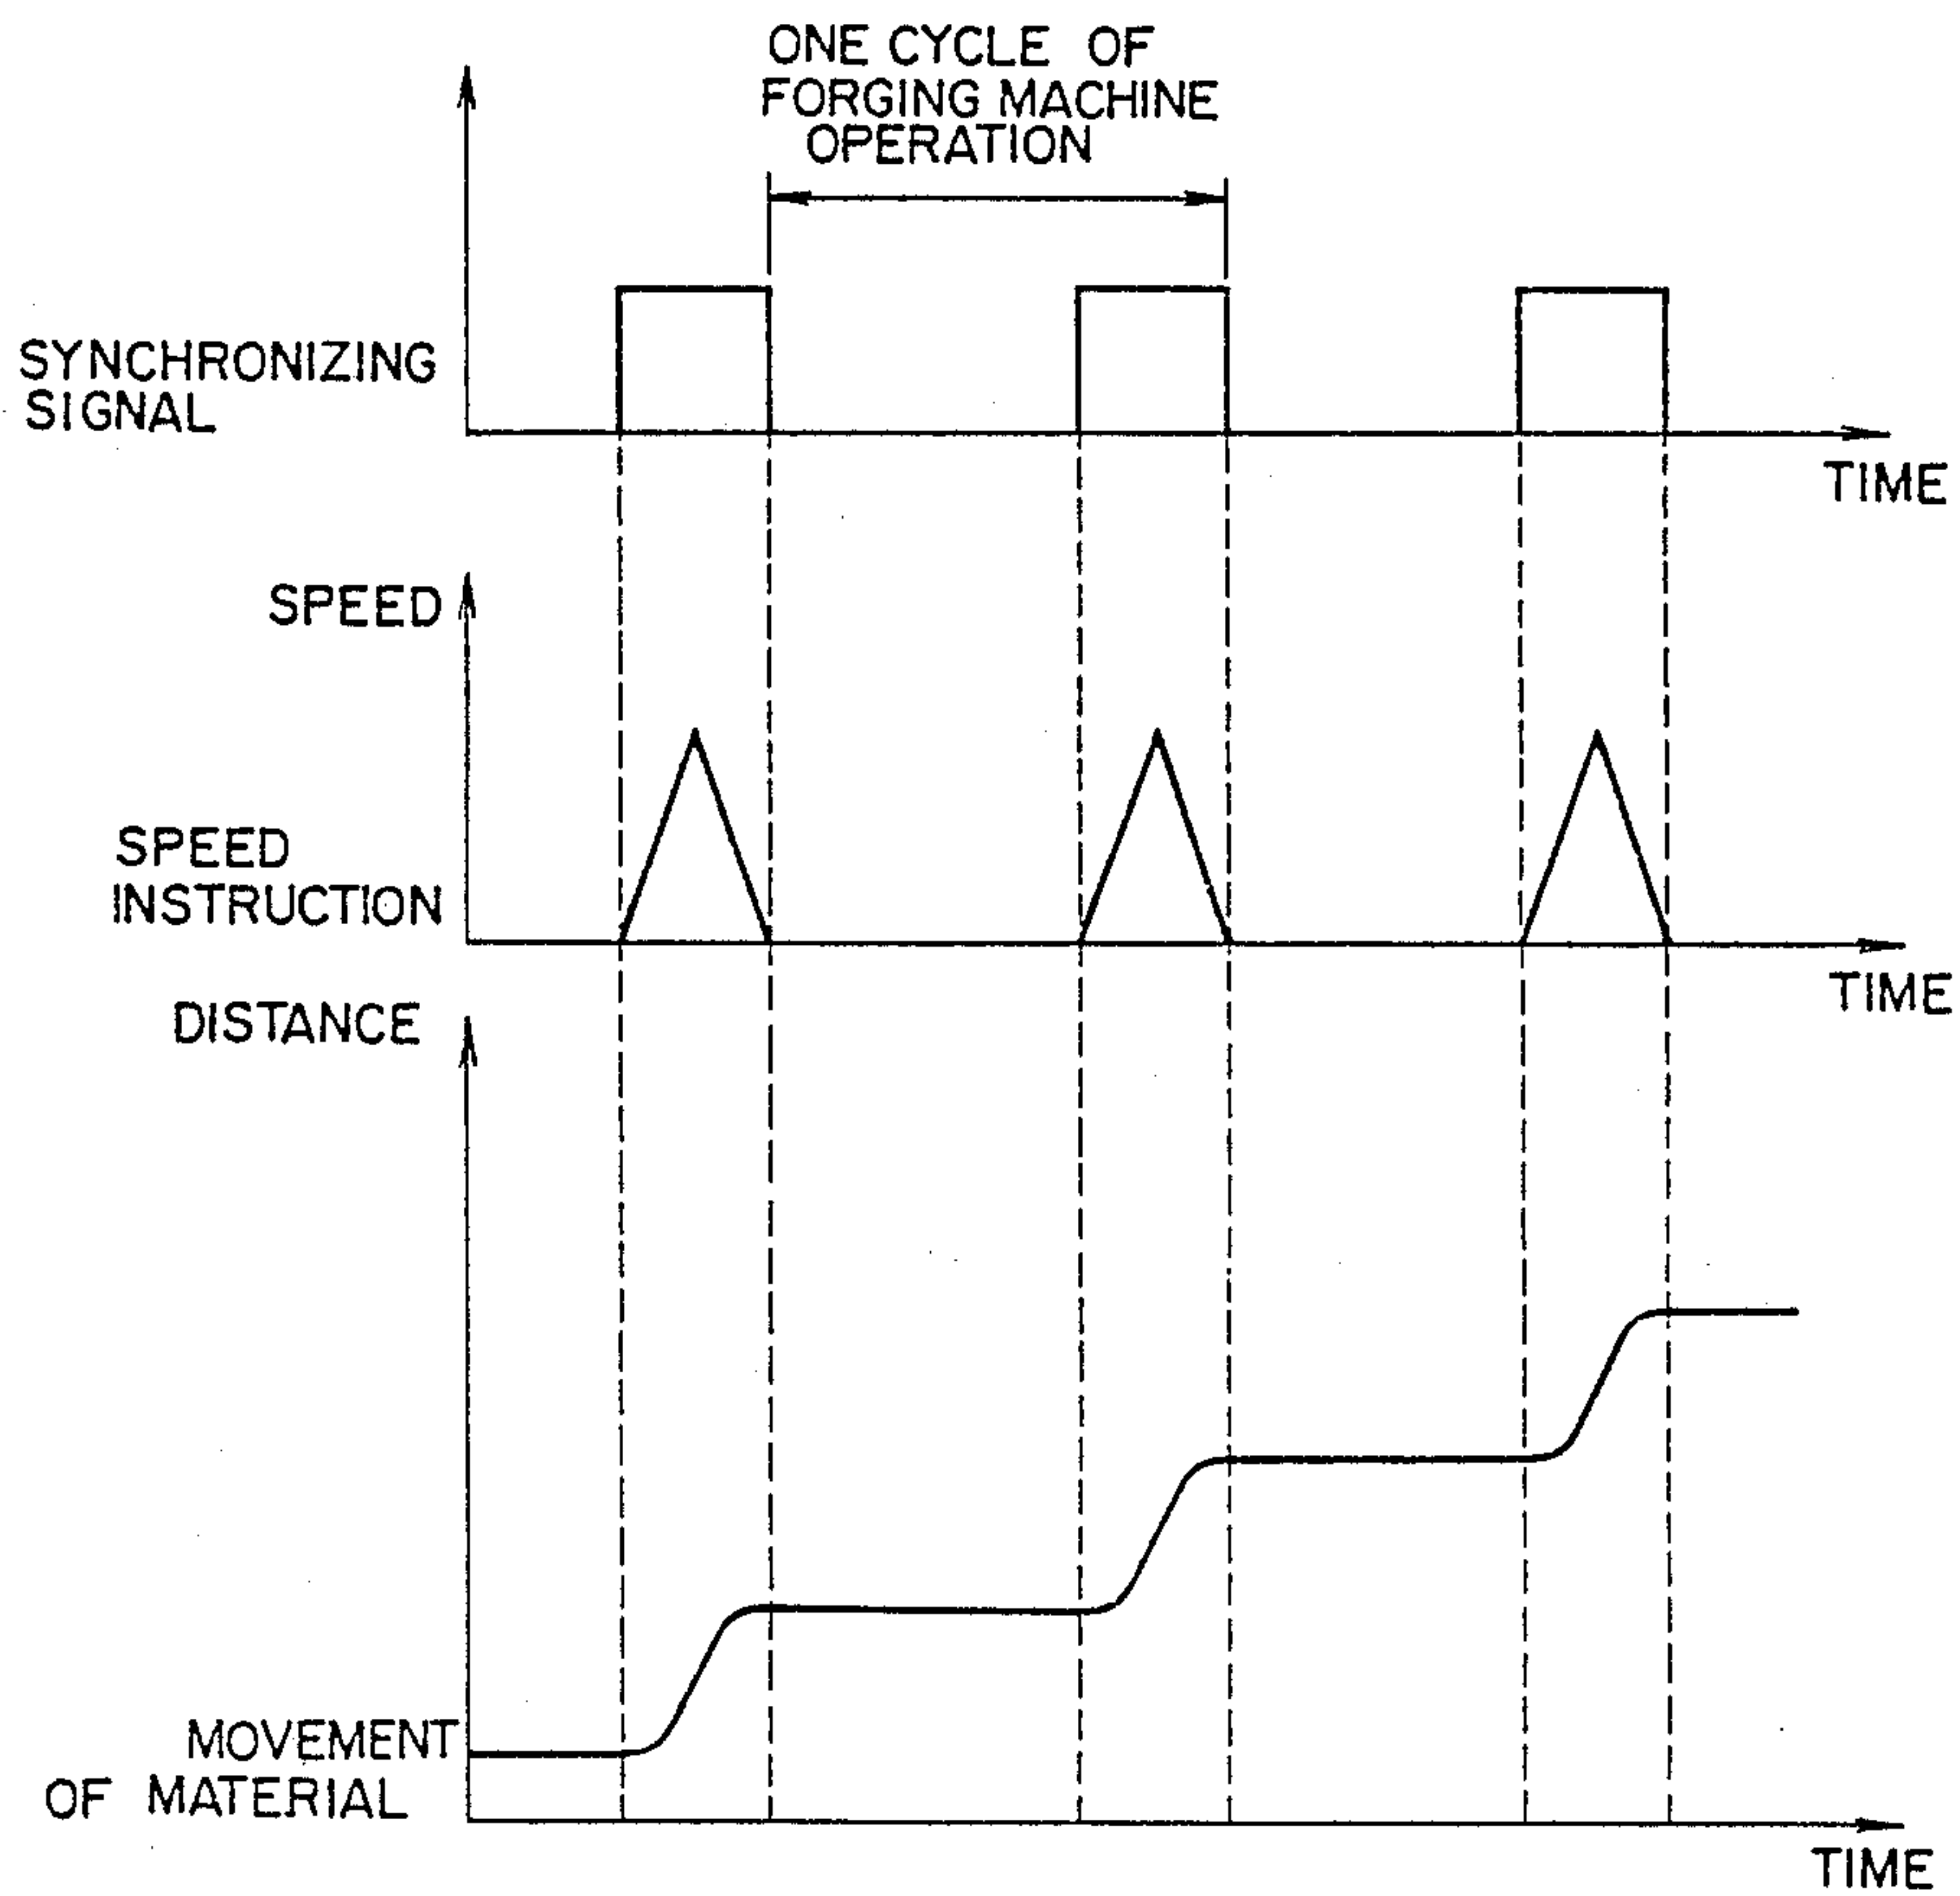 ONE CYCLE OF
FORGING MACHINE
OPERATION
SYNCHRONIZING
SIGNAL
TIME
SPEED
SPEED
INSTRUCTION
TIME
DISTANCE
MOVEMENT
OF MATERIAL
TIME